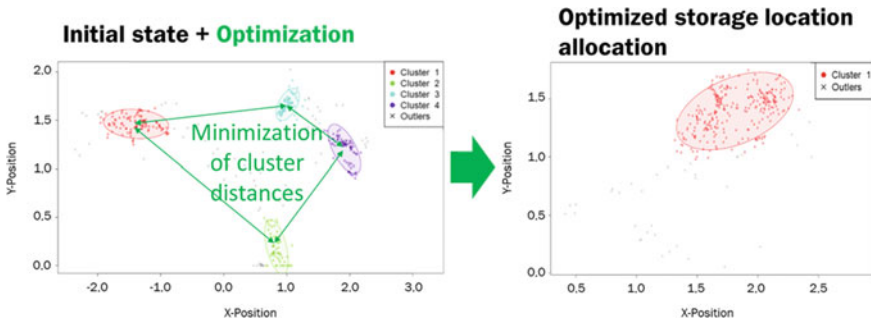 Initial state + Optimization
Optimized storage location
allocation
2,0
1.5
1.0
0.5
0.0
Y-Position
-2,0
-1,0
0,0
1,0
2,0
3,0
X-Position
Cluster 1
Cluster 2
Cluster 3
Cluster 4
× Outliers
Minimization
of cluster
distances
1.5
1.0
0.5
0.0
Y-Position
0,5
1,0
1,5
2,0
2,5
X-Position
Cluster 1
× Outliers